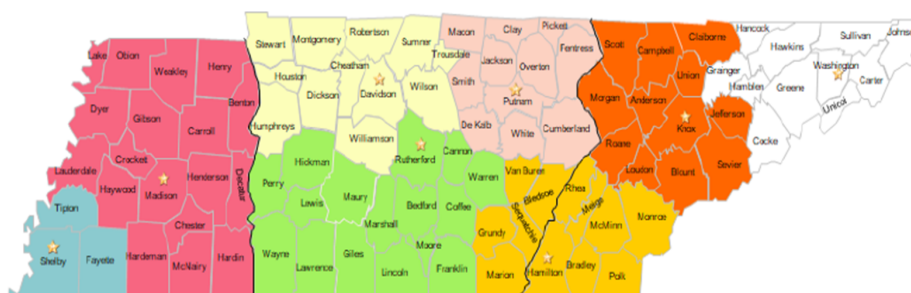 Lake
Obion
Weakley
Henry
Dyer
Gibson
Carroll
Benton
Lauderdale
Crocket
Haywood
Madison
Henderson
Decatur
Tipton
Shelby
Fayette
Hardeman
Chester
McNairy
Hardin
Stewart
Montgomery
Robertson
Sumner
Houston
Cheatham
Dickson
Davidson
Wilson
Humphreys
Williamson
Trousdale
Macon
Clay
Pickett
Jackson
Overton
Fentress
Smith
Putnam
De Kalb
White
Cumberland
Hickman
Rutherford
Cannon
Perry
Lewis
Maury
Bedford
Coffee
Warren
Marshall
Moore
Wayne
Lawrence
Giles
Lincoln
Franklin
Van Buren
Bledsoe
Rhea
Sequatchie
Meigs
McMinn
Monroe
Grundy
Marion
Hamilton
Bradley
Polk
Scott
Campbell
Claiborne
Union
Morgan
Anderson
Knox
Jefferson
Roane
Loudon
Blount
Sevier
Hancock
Hawkins
Sullivan
Johns
Grainger
Hamblen
Greene
Washington
Carter
Unicoi
Cocke